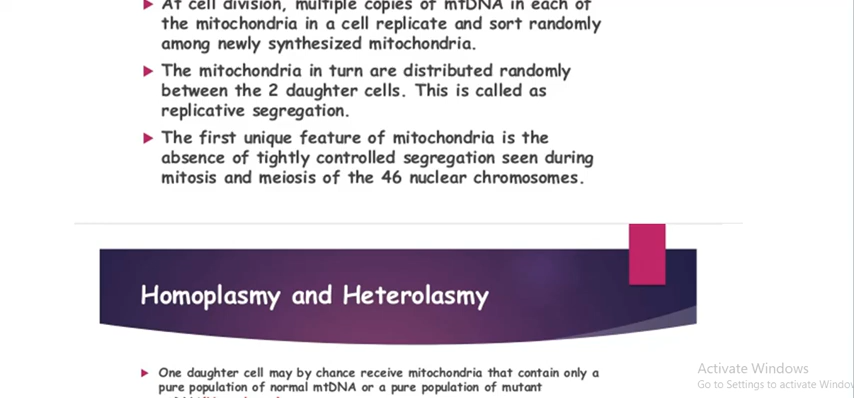 At cell division, multiple copies of mtDNA in each of
the mitochondria in a cell replicate and sort randomly
among newly synthesized mitochondria.
The mitochondria in turn are distributed randomly
between the 2 daughter cells. This is called as
replicative segregation.
The first unique feature of mitochondria is the
absence of tightly controlled segregation seen during
mitosis and meiosis of the 46 nuclear chromosomes.
Homoplasmy and Heterolasmy
One daughter cell may by chance receive mitochondria that contain only a
pure population of normal mtDNA or a pure population of mutant
Activate Windows
Go to Settings to activate Window